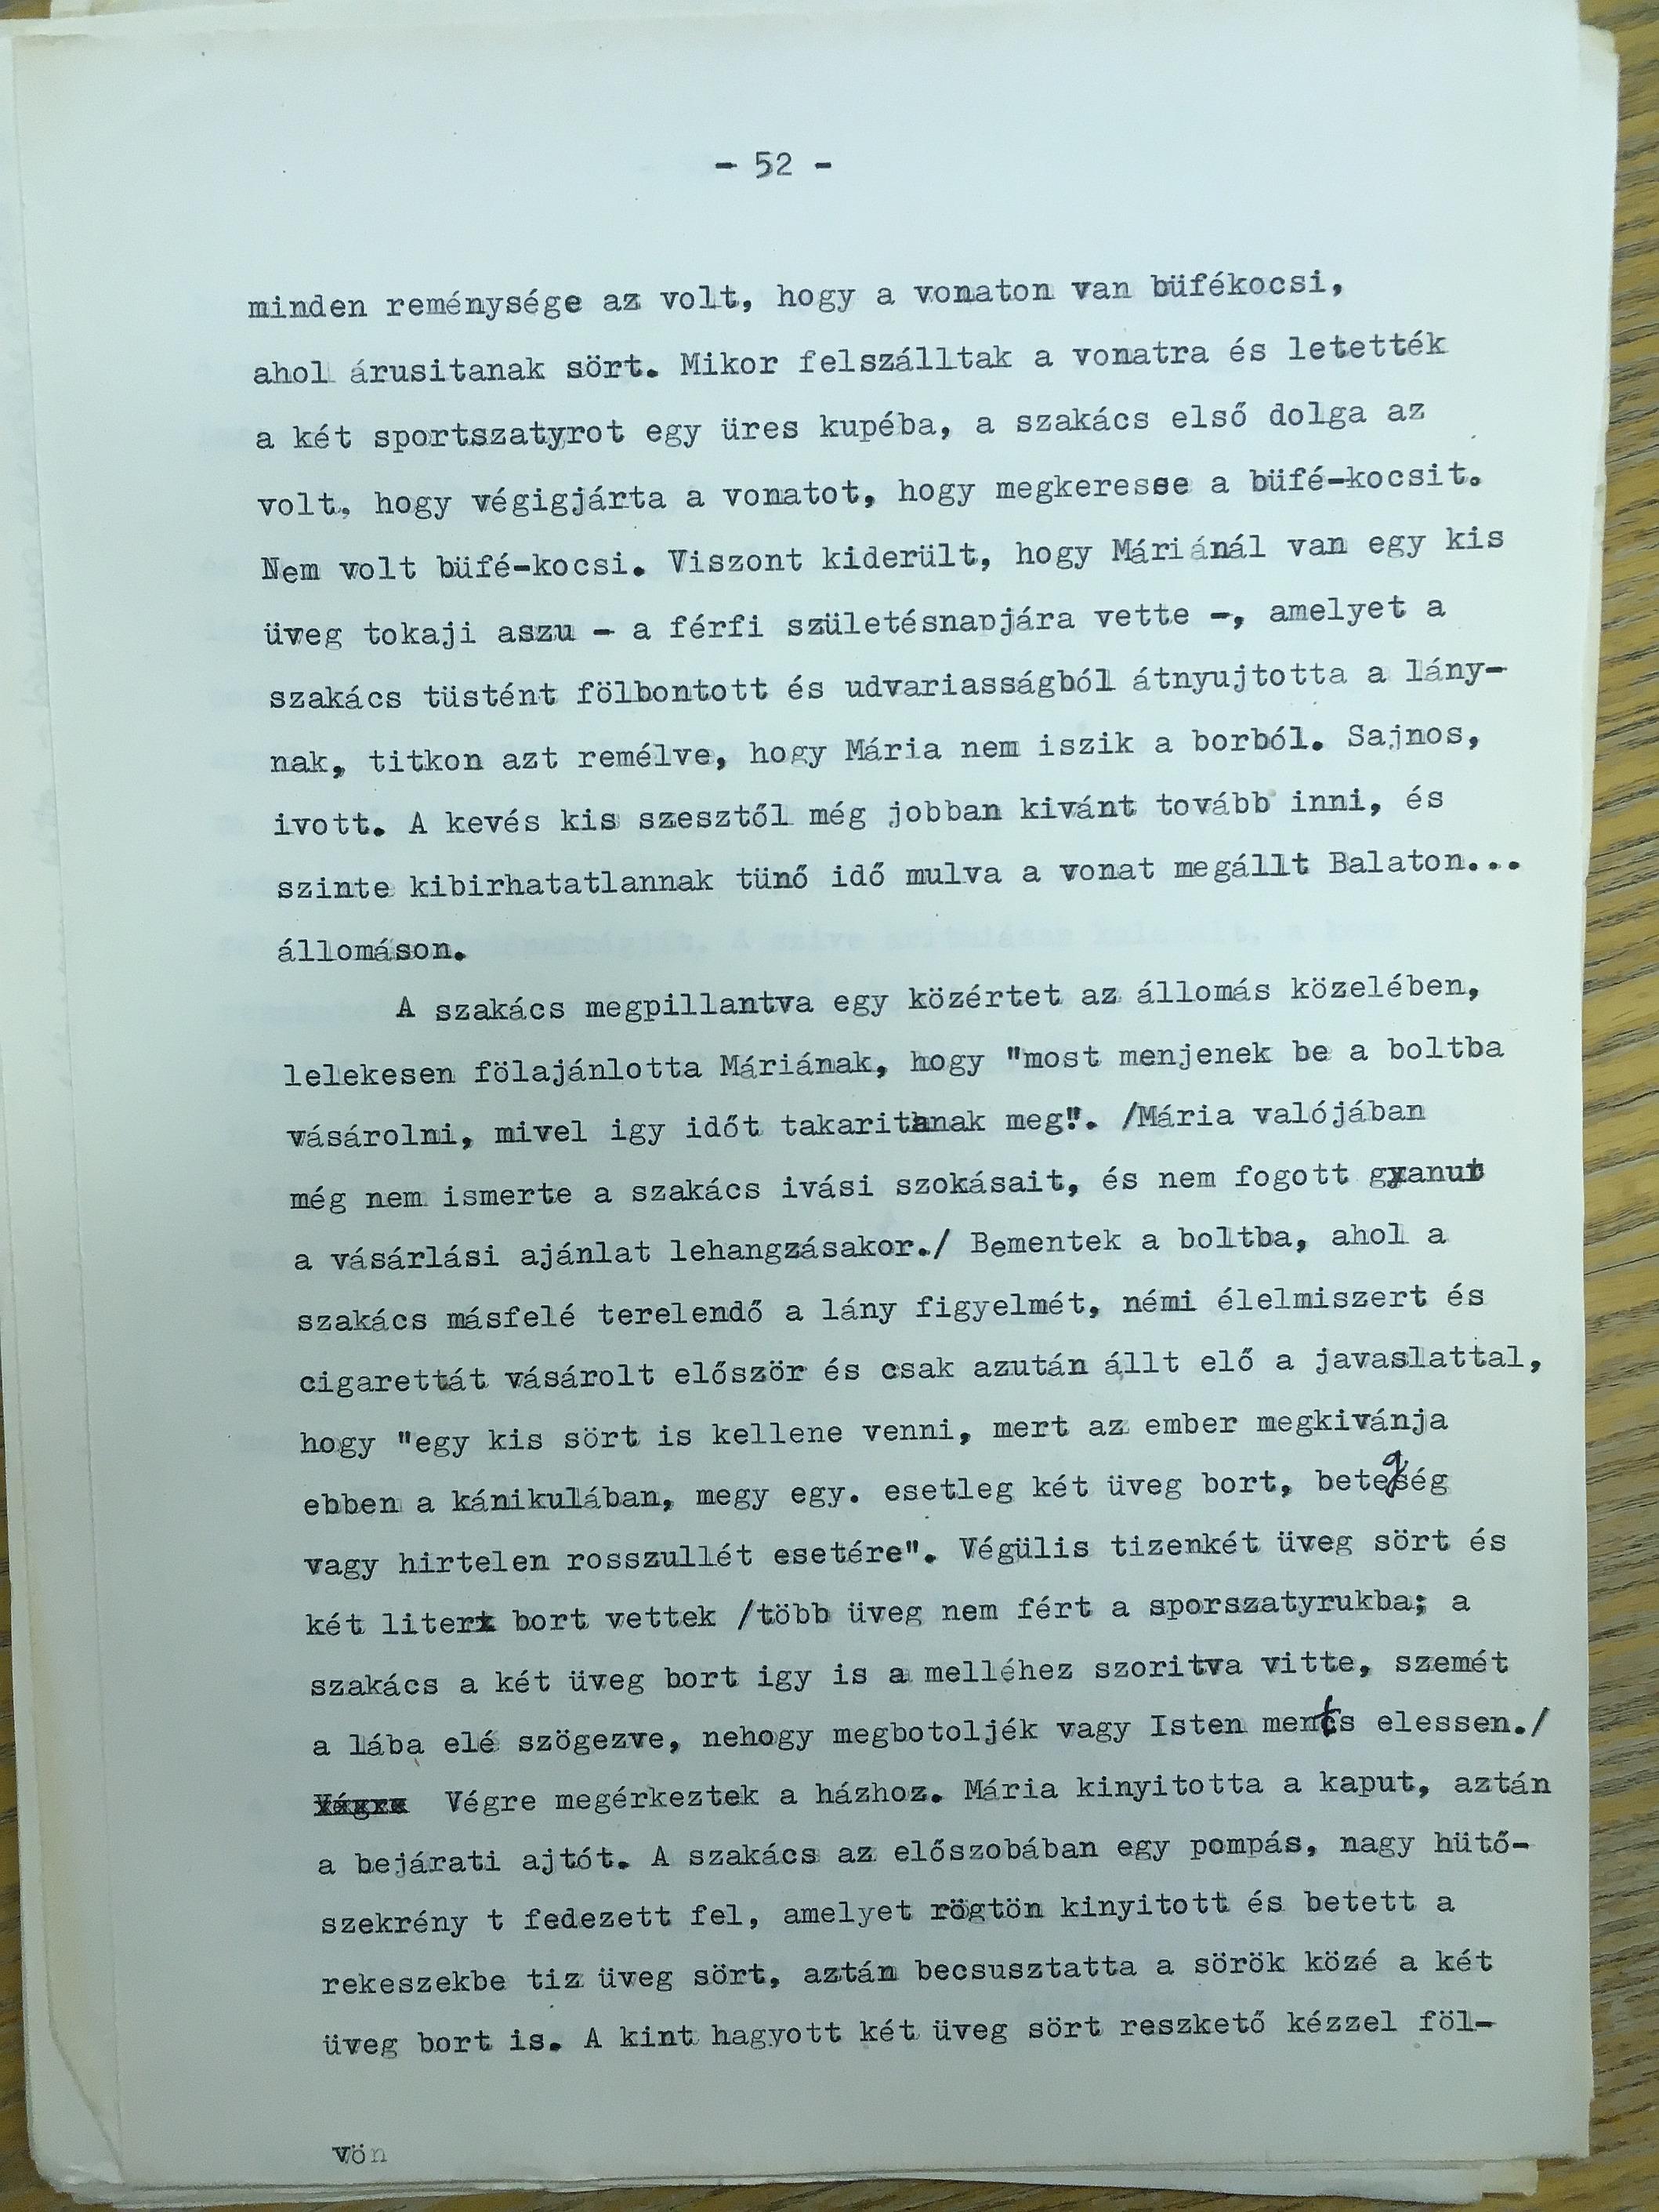 - 52 -
minden reménysége az volt, hogy a vonaton van büfékocsi,
ahol árusitanak sört. Mikor felszálltak a vonatra és letették
a két sportszatyrot egy üres kupéba, a szakács első dolga az
volt, hogy végigjárta a vonatot, hogy megkeresse a büfé-kocsit.
Nem volt büfé-kocsi. Viszont kiderült, hogy Máriánál van egy kis
üveg tokaji aszu - a férfi születésnapjára vette -, amelyet a
szakács tüstént fölbontott és udvariasságból átnyujtotta a lány-
nak, titkon azt remélve, hogy Mária nem iszik a borból. Sajnos,
ivott. A kevés kis szesztől még jobban kivánt tovább inni, és
szinte kibirhatatlannak tünő idő mulva a vonat megállt Balaton...
állomáson.
A szakács megpillantva egy közértet az állomás közelében,
lelekesen fölajánlotta Máriának, hogy "most menjenek be a boltba
vásárolni, mivel igy időt takaritanak meg". /Mária valójában
még nem ismerte a szakács ivási szokásait, és nem fogott gyanut
a vásárlási ajánlat lehangzásakor./ Bementek a boltba, ahol a
szakács másfelé terelendő a lány figyelmét, némi élelmiszert és
cigarettát vásárolt először és csak azután állt elő a javaslattal,
hogy "egy kis sört is kellene venni, mert az ember megkivánja
ebben a kánikulában, megy egy. esetleg két üveg bort, betegség
vagy hirtelen rosszullét esetére". Végülis tizenkét üveg sört és
két liter bort vettek /több üveg nem fért a sporszatyrukba; a
szakács a két üveg bort igy is a melléhez szoritva vitte, szemét
a lába elé szögezve, nehogy megbotoljék vagy Isten ments elessen./
Végre Végre megérkeztek a házhoz. Mária kinyitotta a kaput, aztán
a bejárati ajtót. A szakács az előszobában egy pompás, nagy hütő-
szekrény t fedezett fel, amelyet rögtön kinyitott és betett a
rekeszekbe tiz üveg sört, aztán becsusztatta a sörök közé a két
üveg bort is. A kint hagyott két üveg sört reszkető kézzel föl-
vön